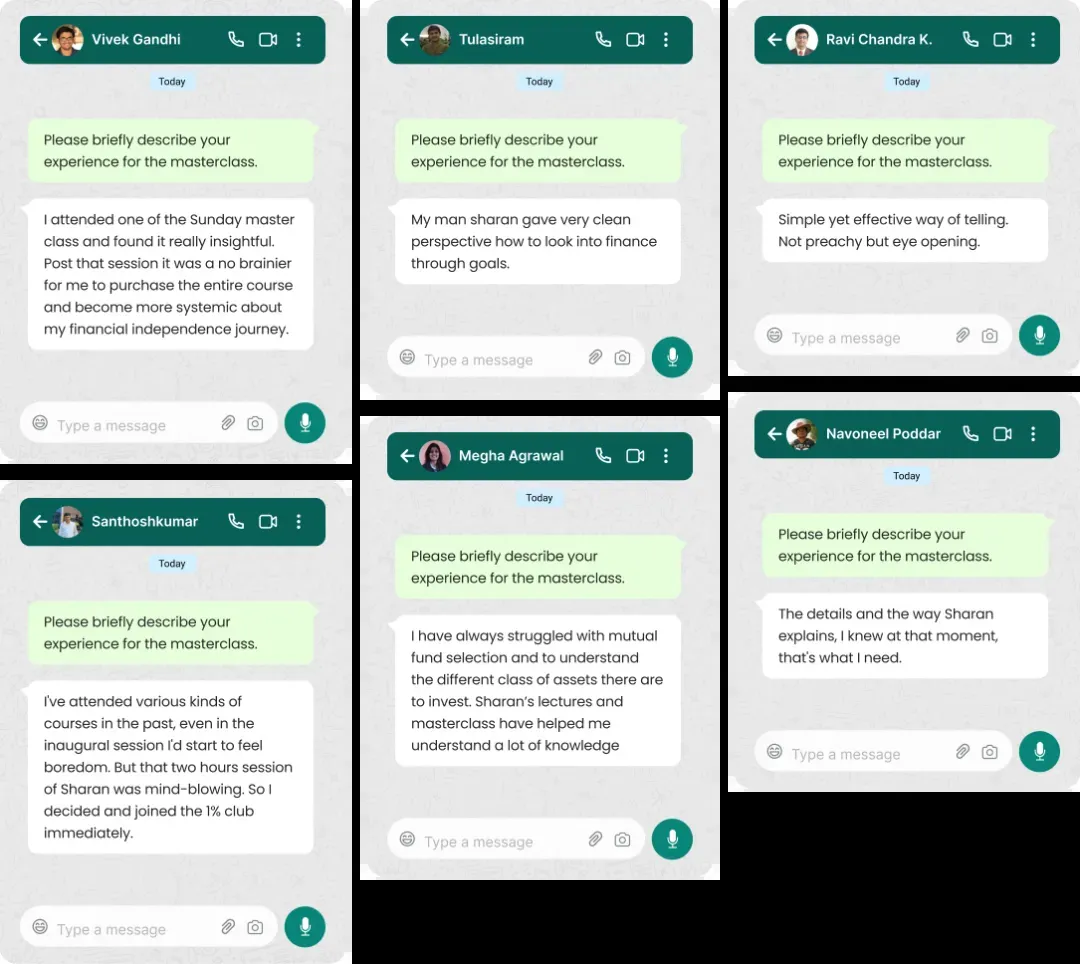 Vivek Gandhi
Today
Please briefly describe your
experience for the masterclass.
I attended one of the Sunday master
class and found it really insightful.
Post that session it was a no brainier
for me to purchase the entire course
and become more systemic about
my financial independence journey.
Type a message
Santhoshkumar
Today
Please briefly describe your
experience for the masterclass.
I've attended various kinds of
courses in the past, even in the
inaugural session I'd start to feel
boredom. But that two hours session
of Sharan was mind-blowing. So I
decided and joined the 1% club
immediately.
Type a message
Tulasiram
Today
Please briefly describe your
experience for the masterclass.
My man sharan gave very clean
perspective how to look into finance
through goals.
Type a message
Megha Agrawal
Today
Please briefly describe your
experience for the masterclass.
I have always struggled with mutual
fund selection and to understand
the different class of assets there are
to invest. Sharan’s lectures and
masterclass have helped me
understand a lot of knowledge
Type a message
Ravi Chandra K.
Today
Please briefly describe your
experience for the masterclass.
Simple yet effective way of telling.
Not preachy but eye opening.
Type a message
Navoneel Poddar
Today
Please briefly describe your
experience for the masterclass.
The details and the way Sharan
explains, I knew at that moment,
that's what I need.
Type a message